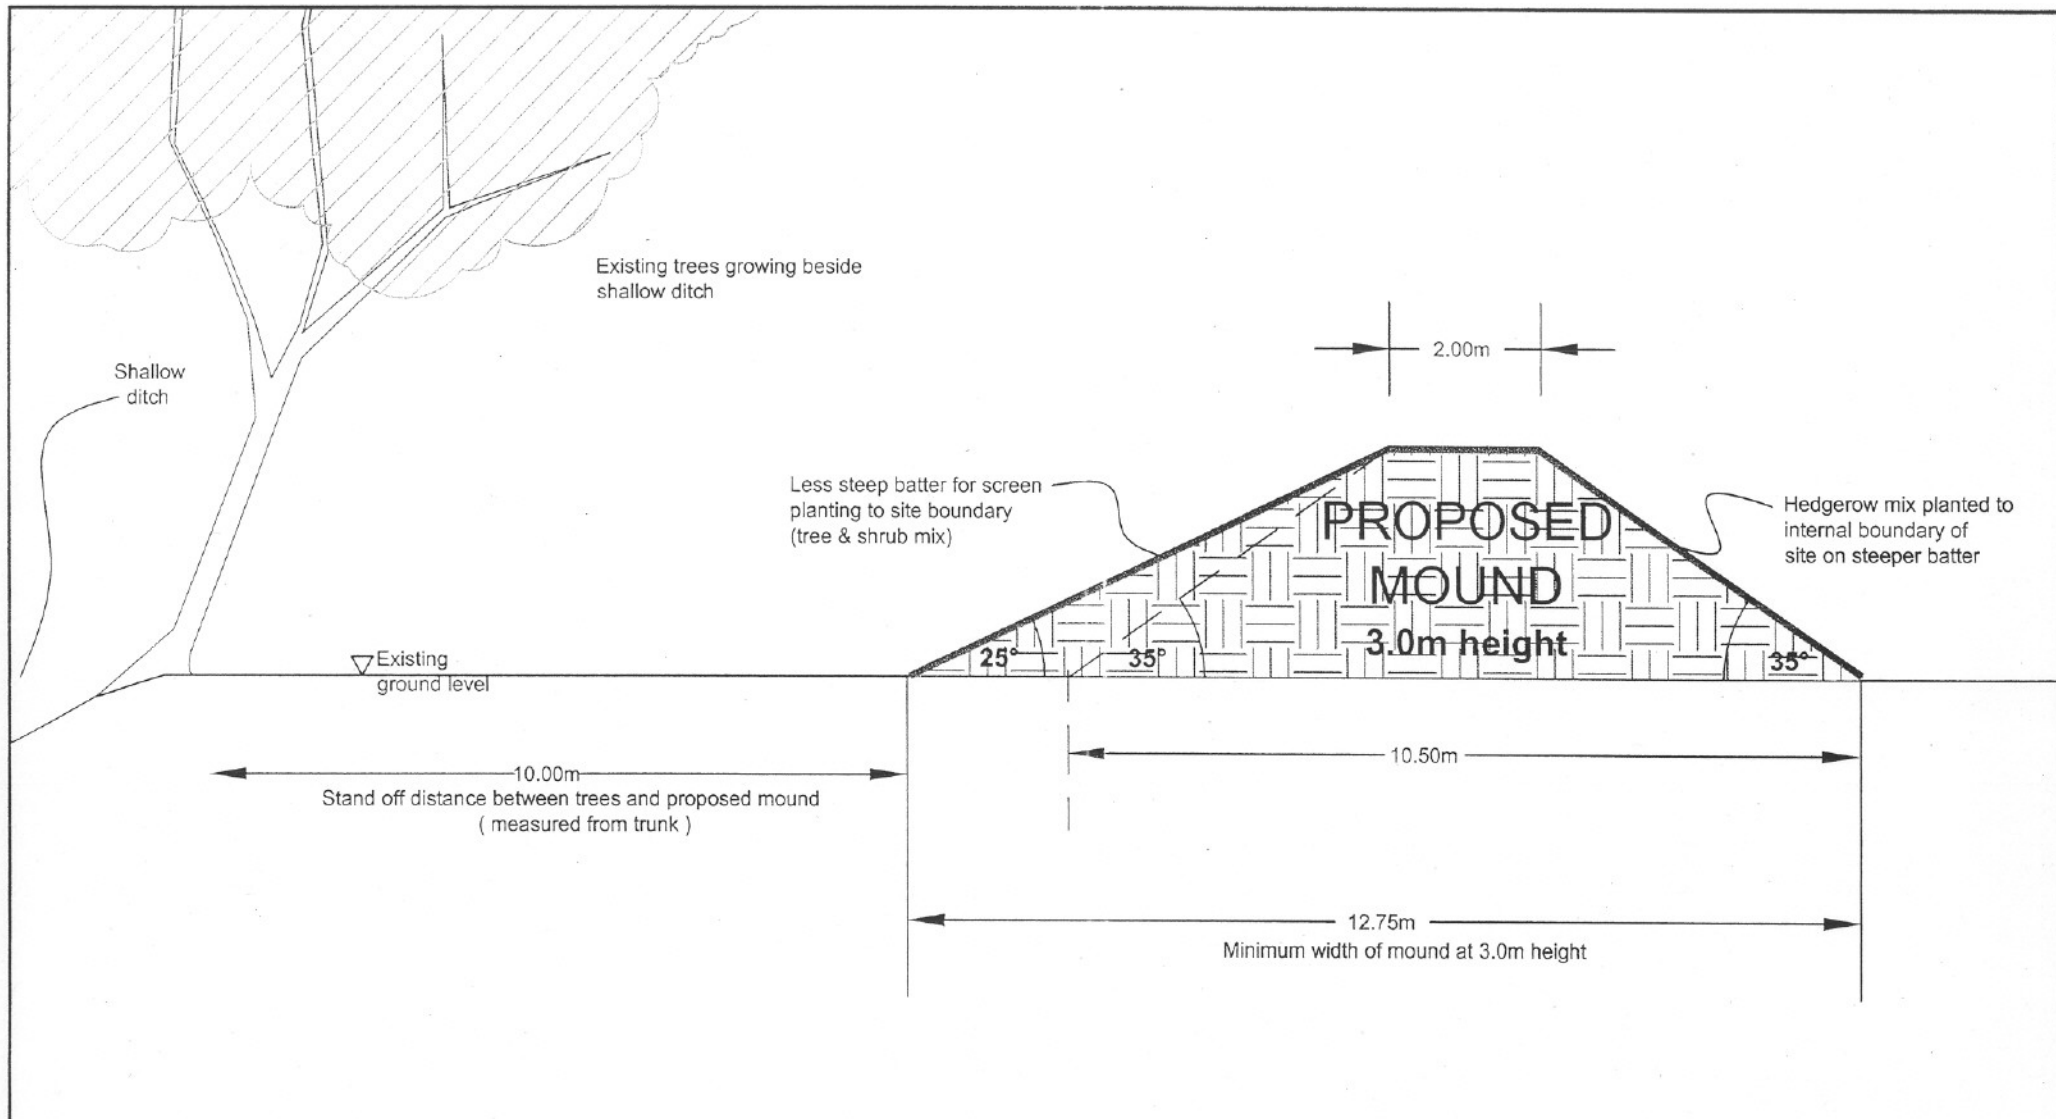 Existing trees growing beside
shallow ditch
Shallow
ditch
2.00m
Less steep batter for screen
planting to site boundary
(tree & shrub mix)
Hedgerow mix planted to
internal boundary of
site on steeper batter
PROPOSED
MOUND
3.0m height
25°
35°
35°
Existing
ground level
10.50m
10.00m
Stand off distance between trees and proposed mound
( measured from trunk )
12.75m
Minimum width of mound at 3.0m height